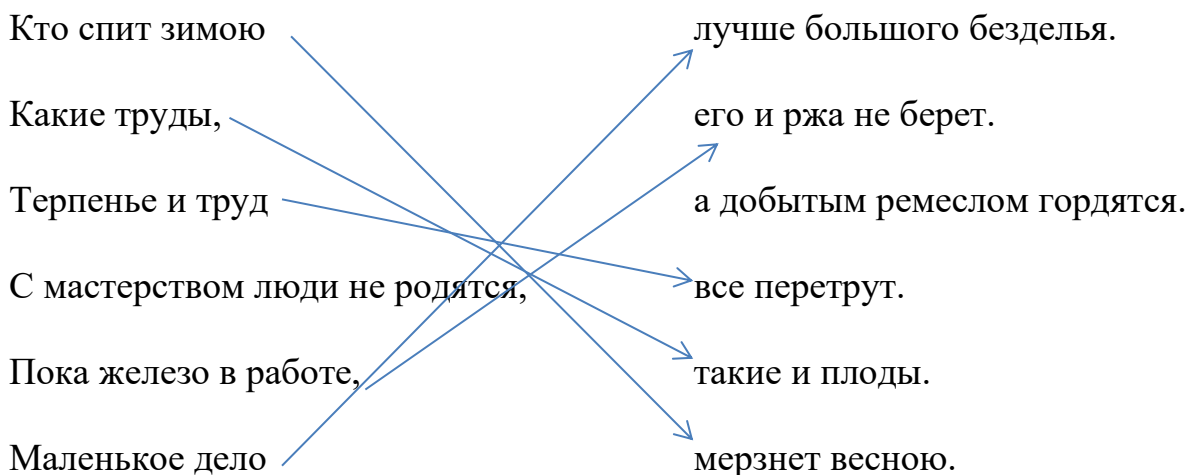 Кто спит зимою лучше большого безделья.
Какие труды, его и ржа не берет.
Терпенье и труд а добытым ремеслом гордятся.
С мастерством люди не родятся, все перетрут.
Пока железо в работе, такие и плоды.
Маленькое дело мерзнет весною.